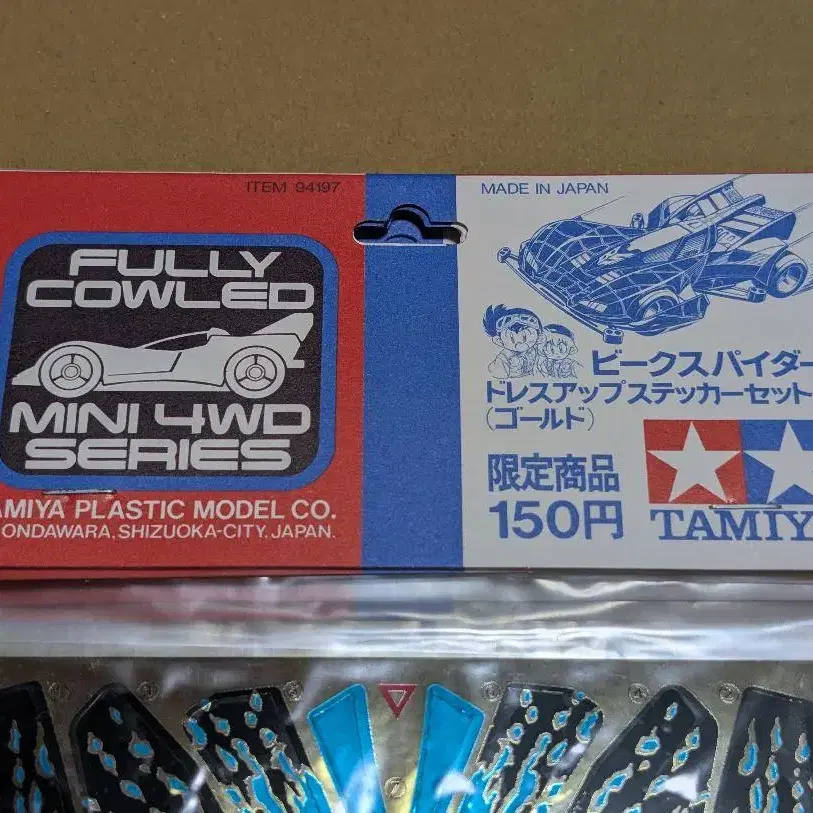 ITEM 94197
FULLY
COWLED
MINI 4WD
SERIES
AMIYA PLASTIC MODEL CO.
ONDAWARA, SHIZUOKA-CITY, JAPAN.
MADE IN JAPAN
ビークスパイダー
ドレスアップステッカーセット
(ゴールド)
限定商品
150円
TAMIY